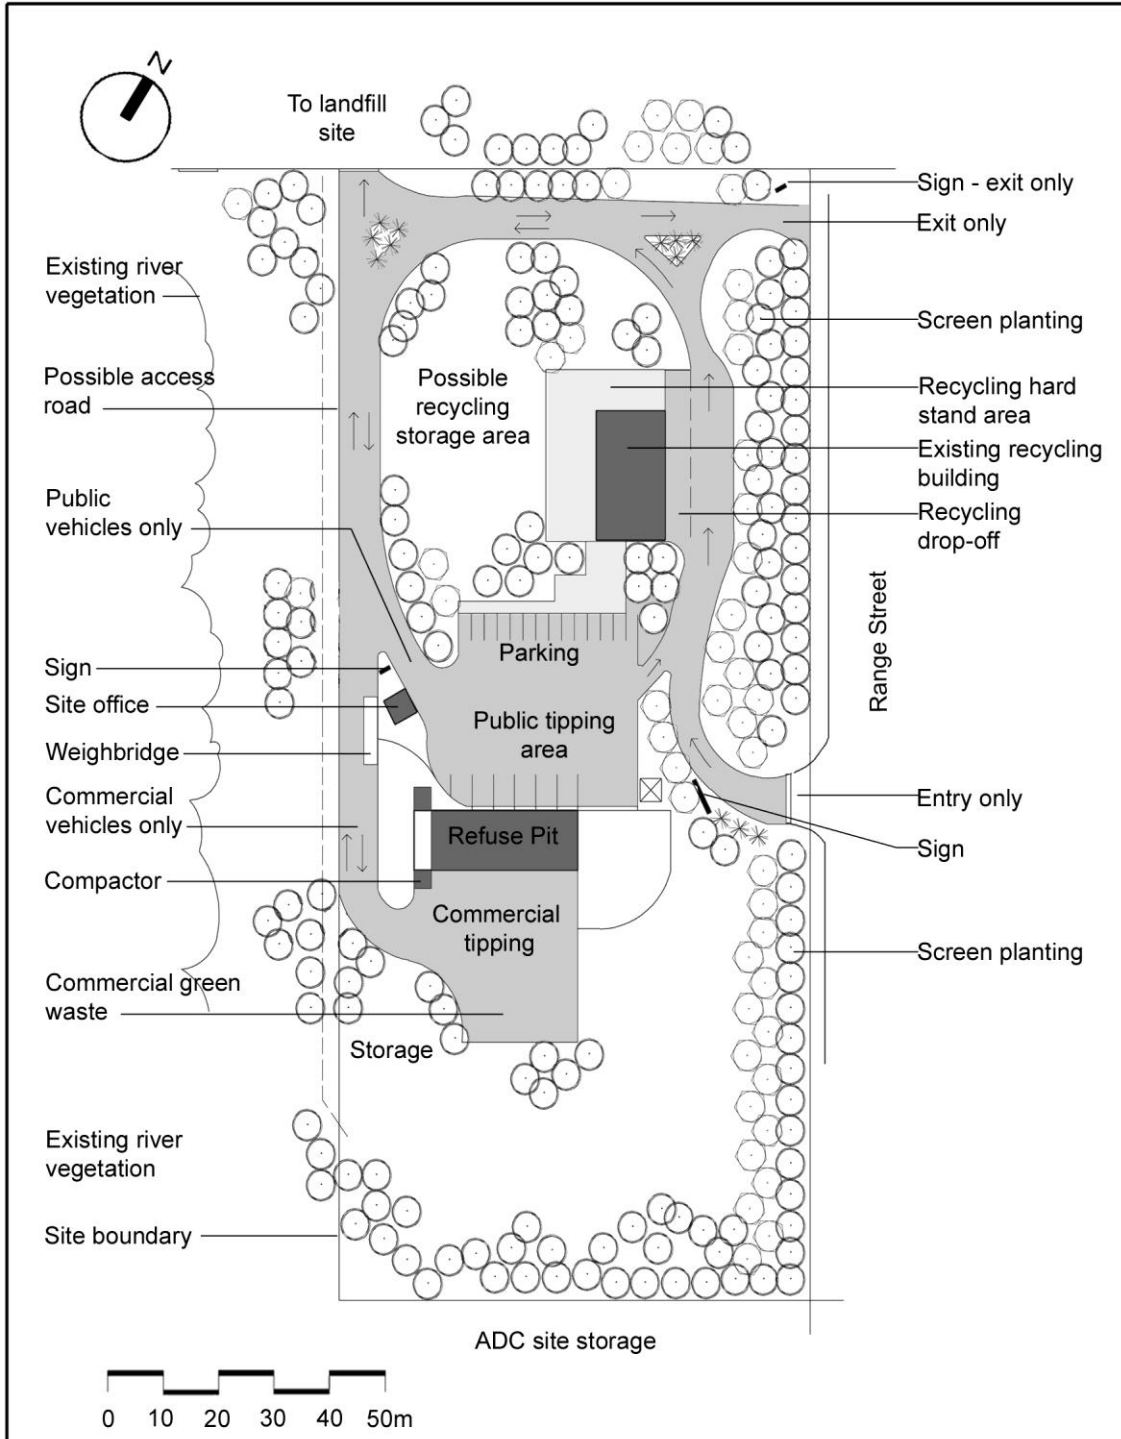 N
To landfill
site
Sign - exit only
Exit only
Existing river
vegetation
Screen planting
Possible access
road
Possible
recycling
storage area
Recycling hard
stand area
Existing recycling
building
Recycling
drop-off
Public
vehicles only
Range Street
Parking
Sign
Site office
Public tipping
area
Weighbridge
Commercial
vehicles only
Entry only
Refuse Pit
Sign
Compactor
Commercial
tipping
Screen planting
Commercial green
waste
Storage
Existing river
vegetation
Site boundary
ADC site storage
0 10 20 30 40 50m